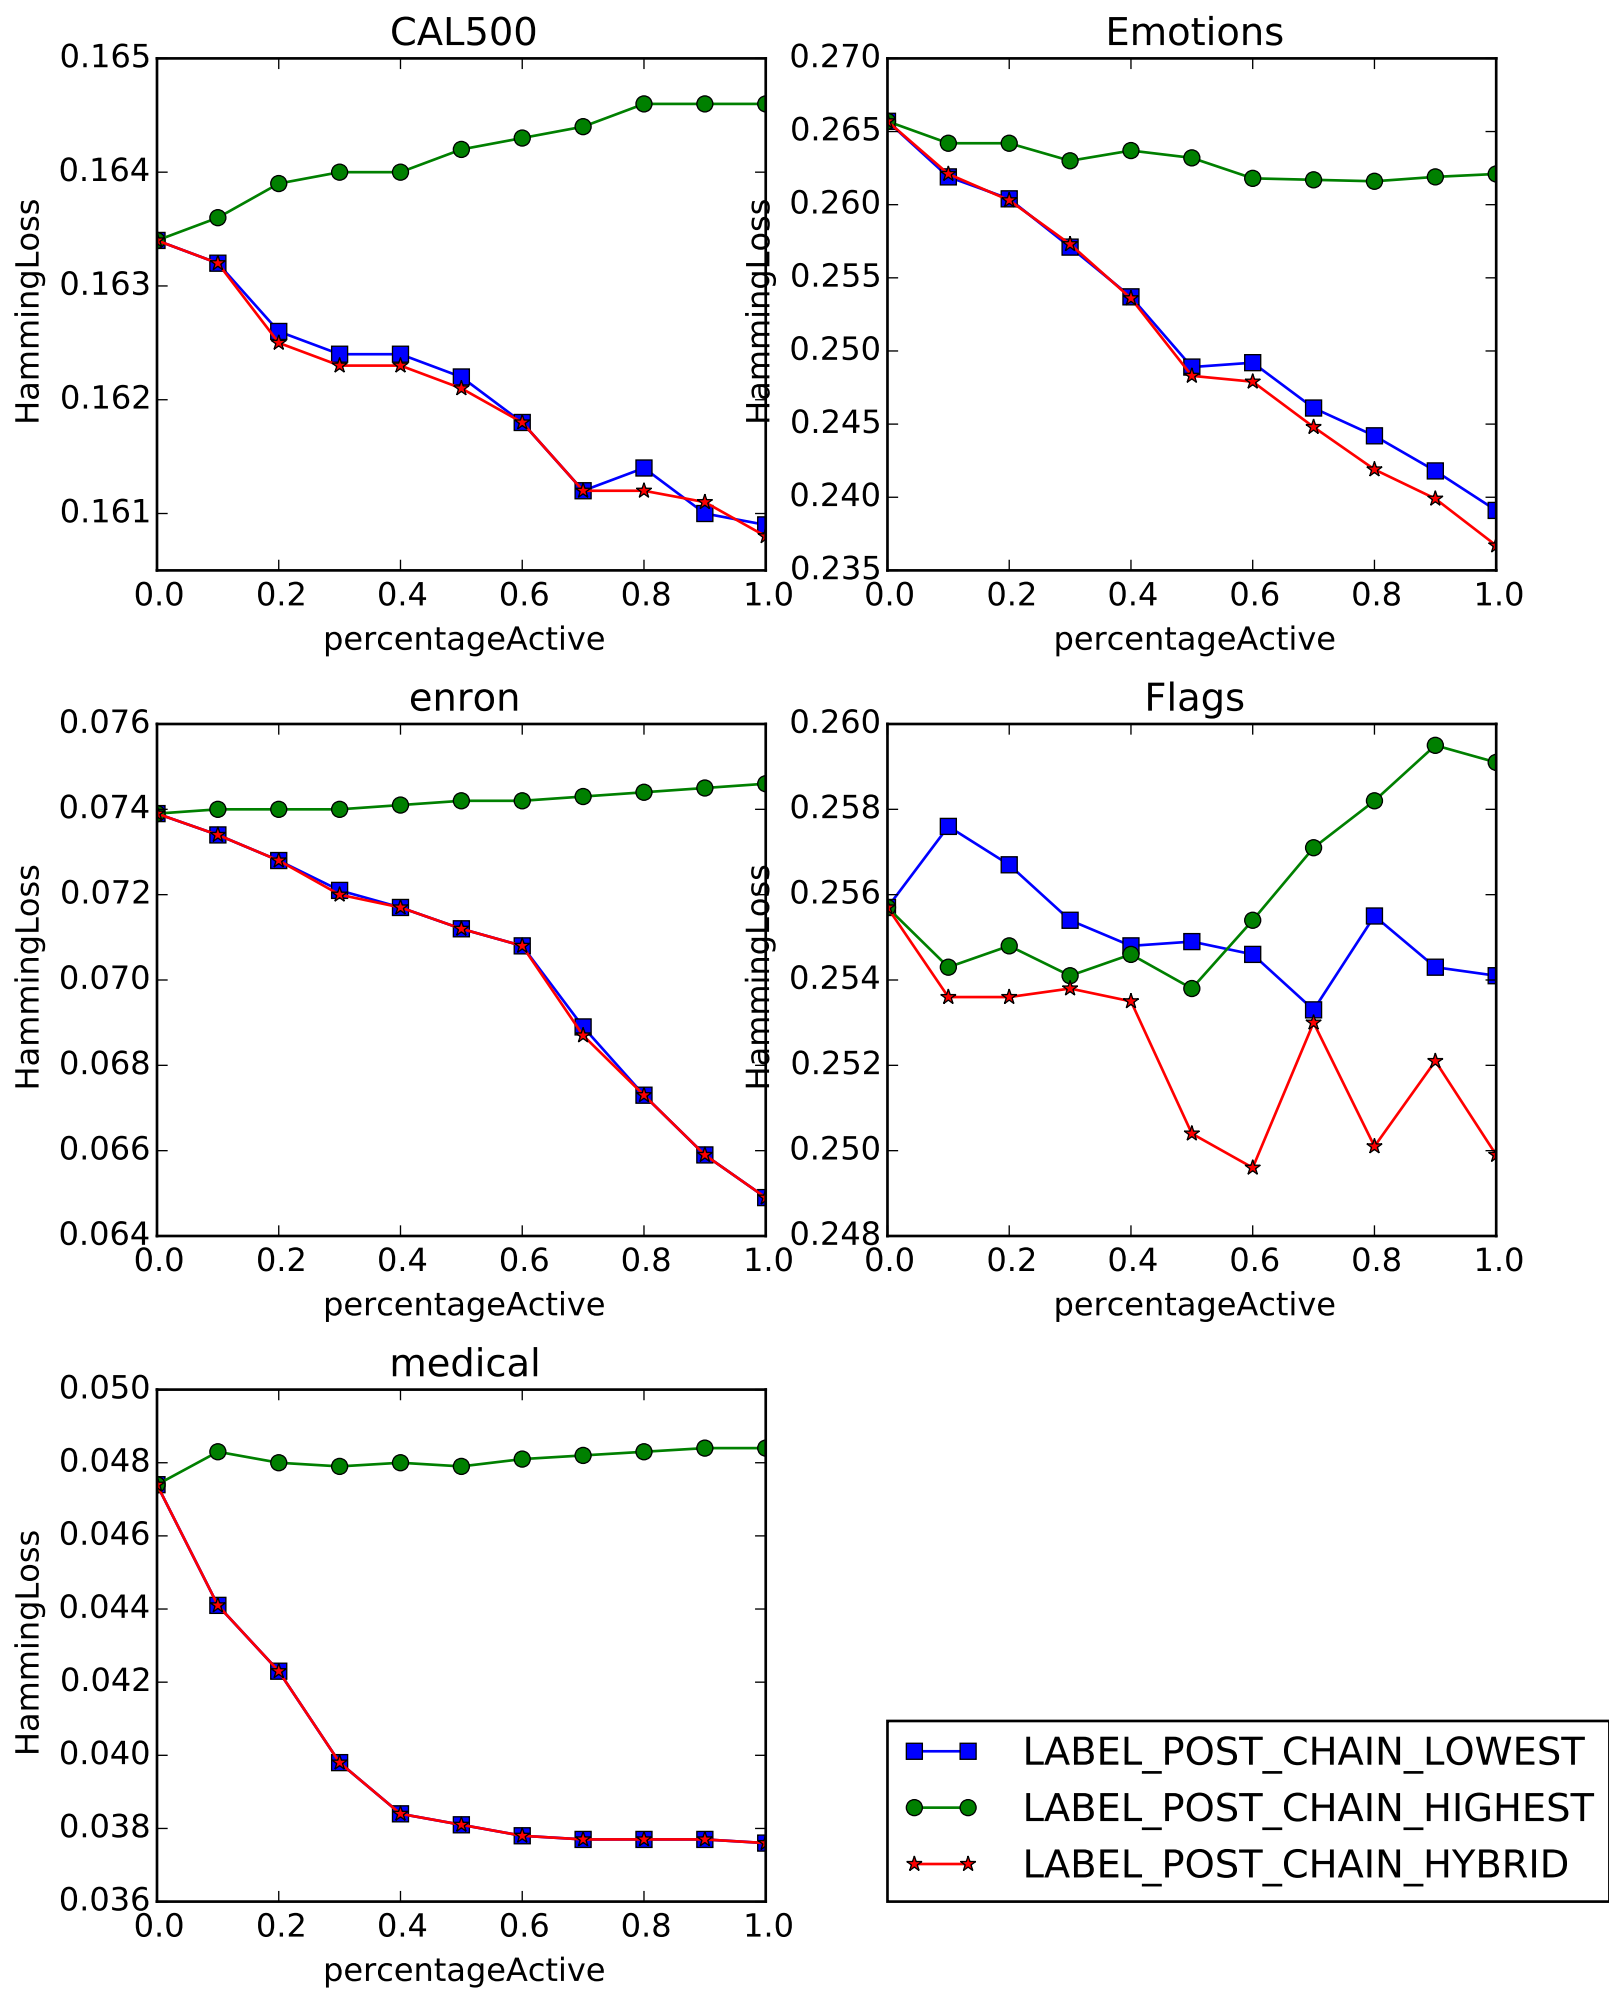 CAL500
0.165
0.164
0.163
0.162
0.161
HammingLoss
0.0 0.2 0.4 0.6 0.8 1.0
percentageActive
Emotions
0.270
0.265
0.260
0.255
0.250
0.245
0.240
0.235
HammingLoss
0.0 0.2 0.4 0.6 0.8 1.0
percentageActive
enron
0.076
0.074
0.072
0.070
0.068
0.066
0.064
HammingLoss
0.0 0.2 0.4 0.6 0.8 1.0
percentageActive
Flags
0.260
0.258
0.256
0.254
0.252
0.250
0.248
HammingLoss
0.0 0.2 0.4 0.6 0.8 1.0
percentageActive
medical
0.050
0.048
0.046
0.044
0.042
0.040
0.038
0.036
HammingLoss
0.0 0.2 0.4 0.6 0.8 1.0
percentageActive
LABEL_POST_CHAIN_LOWEST
LABEL_POST_CHAIN_HIGHEST
LABEL_POST_CHAIN_HYBRID